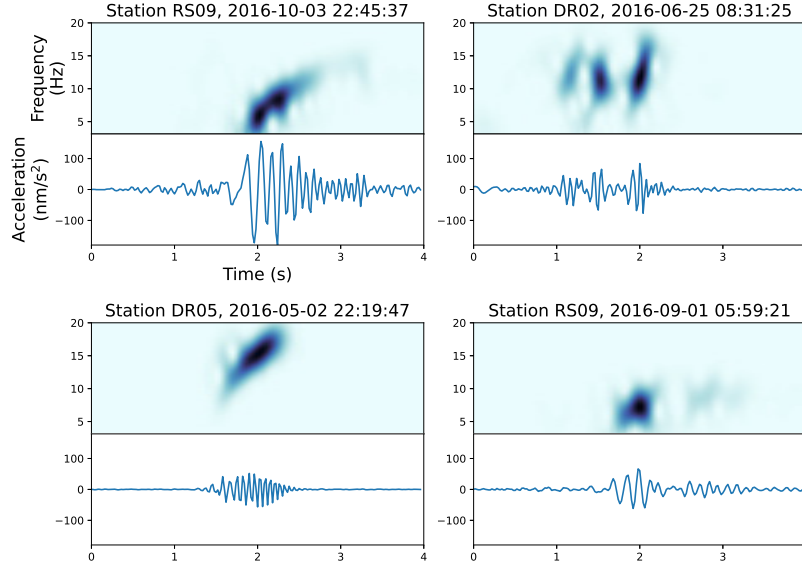 Station RS09, 2016-10-03 22:45:37
Station DR02, 2016-06-25 08:31:25
Frequency
(Hz)
20
15
10
5
20
15
10
5
Acceleration
(nm/s²)
100
0
−100
100
0
−100
0 1 2 3 4
0 1 2 3
Time (s)
Station DR05, 2016-05-02 22:19:47
Station RS09, 2016-09-01 05:59:21
20
15
10
5
20
15
10
5
100
0
−100
100
0
−100
0 1 2 3 4
0 1 2 3